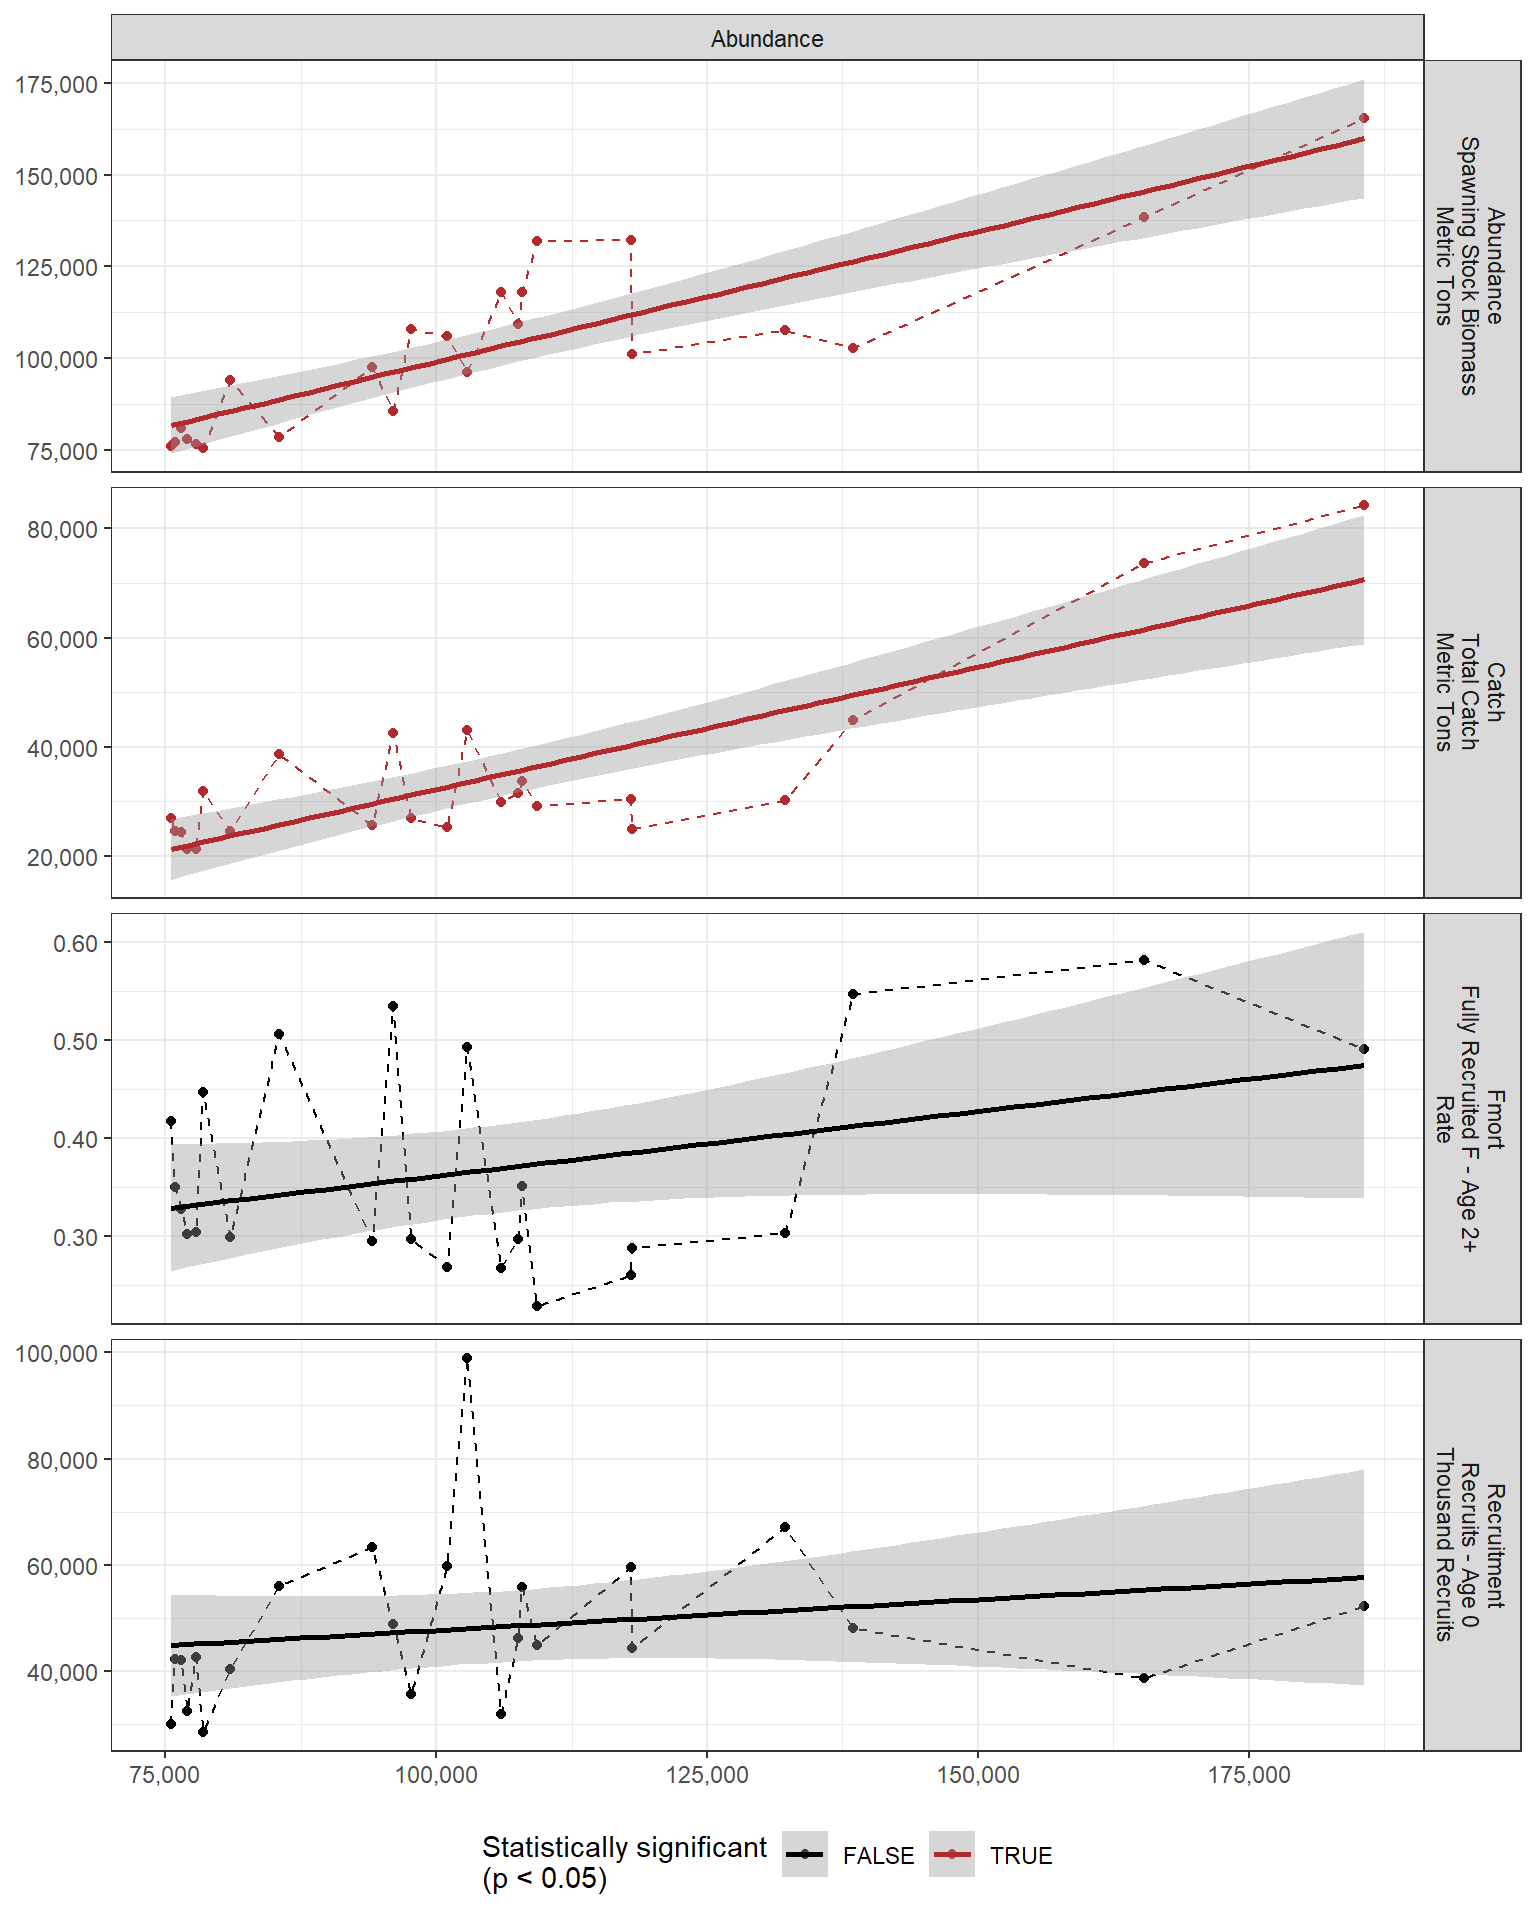 Abundance
175,000
150,000
125,000
100,000
75,000
Abundance
Spawning Stock Biomass
Metric Tons
80,000
60,000
40,000
20,000
Catch
Total Catch
Metric Tons
0.60
0.50
0.40
0.30
Fmort
Fully Recruited F - Age 2+
Rate
100,000
80,000
60,000
40,000
Recruitment
Recruits - Age 0
Thousand Recruits
75,000 100,000 125,000 150,000 175,000
Statistically significant
(p < 0.05)
FALSE TRUE